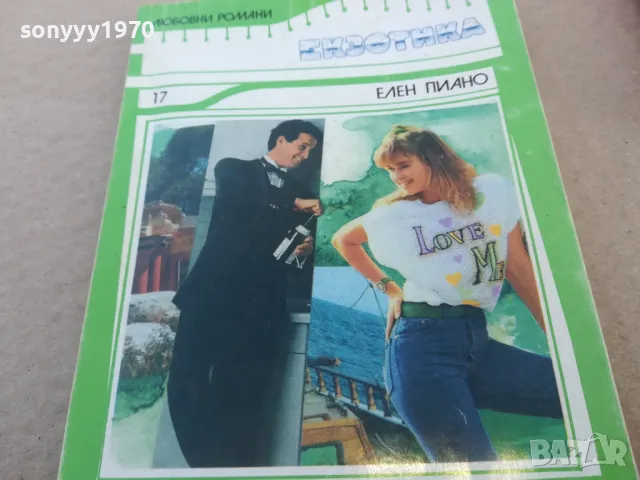 sonyyy1970
ЛЮБОВНИ РОМАНИ
ЕКЗОТИКА
17
ЕЛЕН ПИАНО
LOVE
ME
BAZAR